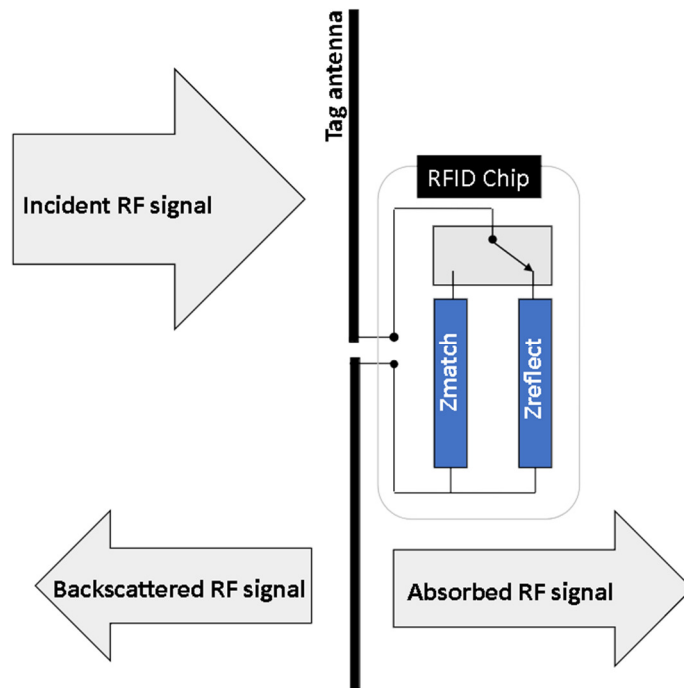 Tag antenna
RFID Chip
Incident RF signal
Zmatch
Zreflect
Backscattered RF signal
Absorbed RF signal